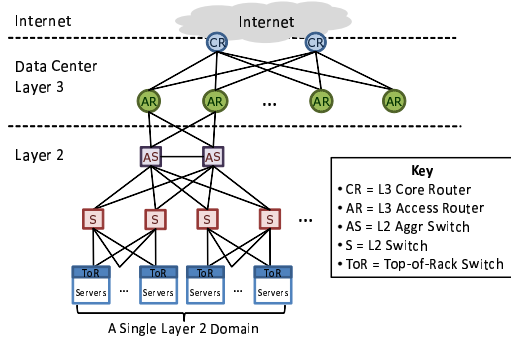 Internet
Internet
CR
CR
Data Center
Layer 3
AR
AR
...
AR
AR
Layer 2
AS
AS
Key
• CR = L3 Core Router
• AR = L3 Access Router
• AS = L2 Aggr Switch
• S = L2 Switch
• ToR = Top-of-Rack Switch
S
S
S
S
...
ToR
ToR
ToR
ToR
Servers
...
Servers
Servers
...
Servers
A Single Layer 2 Domain